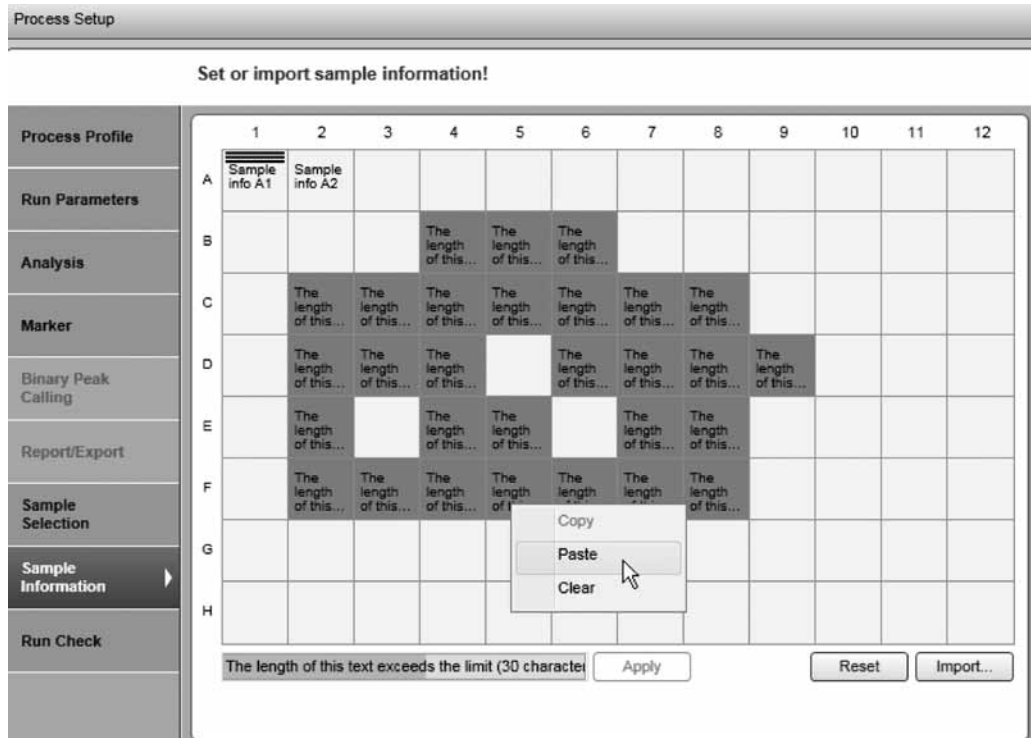 Process Setup
Set or import sample information!
Process Profile
Run Parameters
Analysis
Marker
Binary Peak
Calling
Report/Export
Sample
Selection
Sample
Information
Run Check
1 2 3 4 5 6 7 8 9 10 11 12
A
Sample Sample
info A1 info A2
B
The The The
length length length
of this... of this... of this...
C
The The The The The The The
length length length length length length length
of this... of this... of this... of this... of this... of this... of this...
D
The The The The The The The
length length length length length length length
of this... of this... of this... of this... of this... of this... of this...
E
The The The The The
length length length length length
of this... of this... of this... of this... of this...
F
The The The The The The The
length length length length length length length
of this... of this... of this... of this...
G
H
Copy
Paste
Clear
The length of this text exceeds the limit (30 character
Apply
Reset
Import...